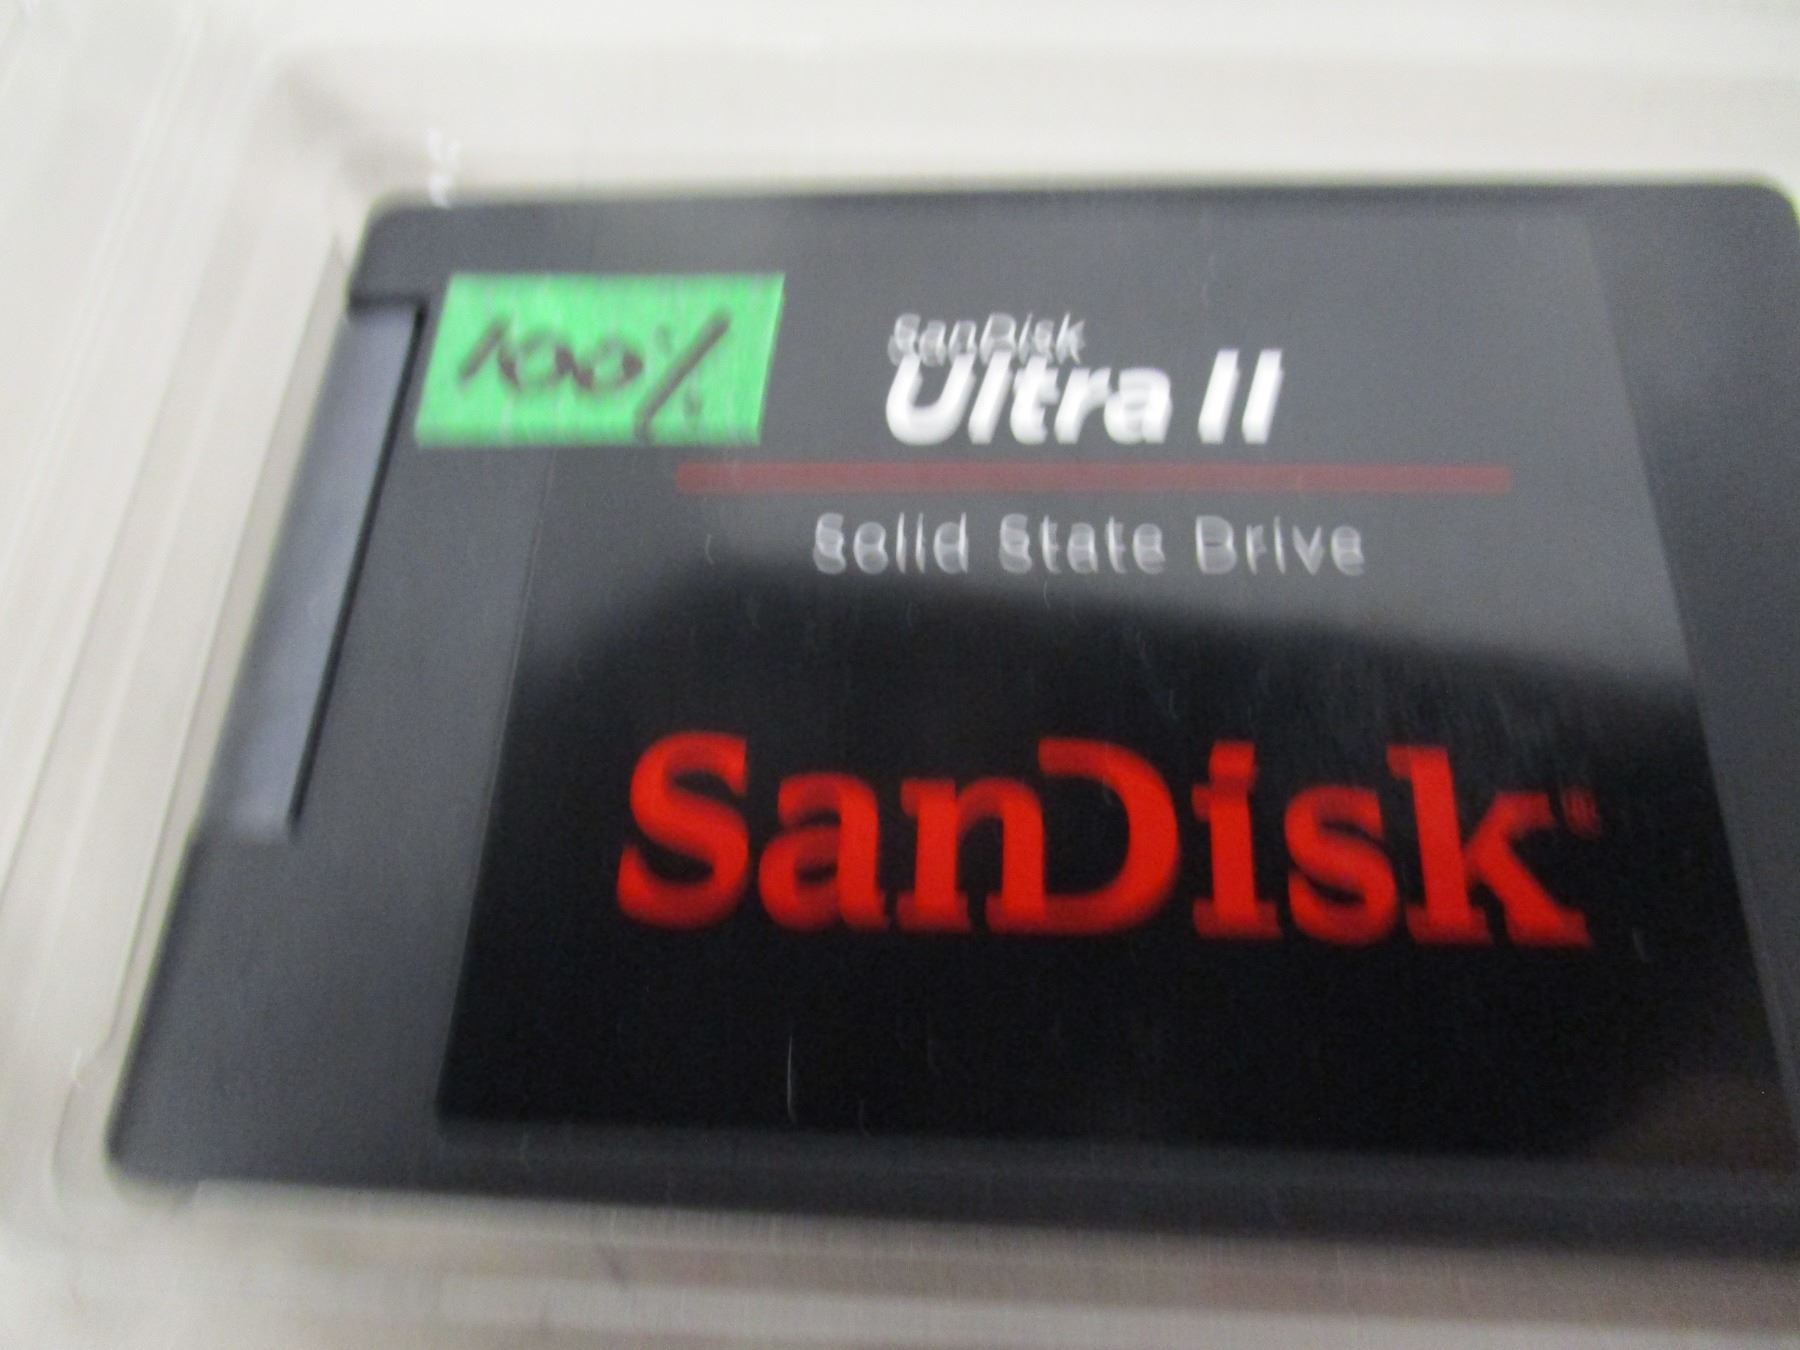 100%
SanDisk
Ultra II
Solid State Drive
SanDisk®